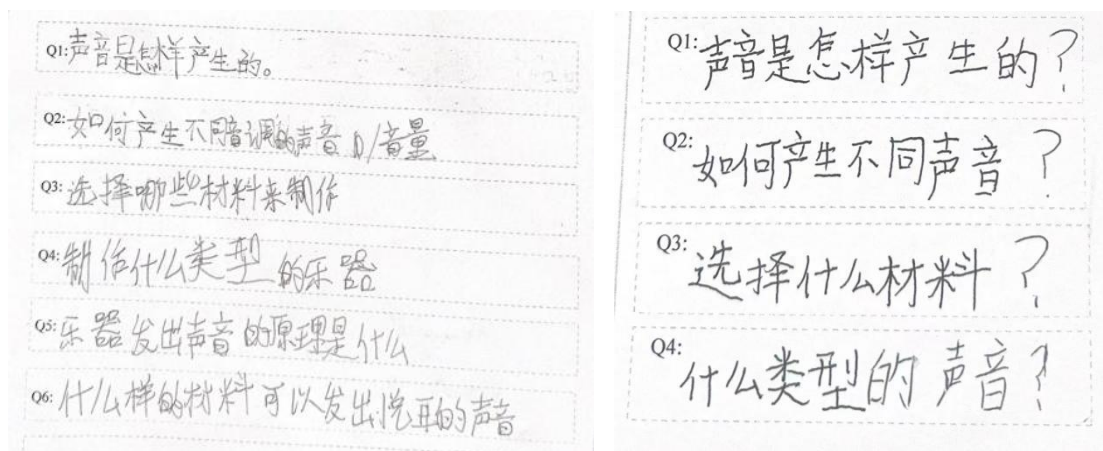 Q1:声音是怎样产生的。
Q2:如何产生不同音调的声音 /音量
Q3:选择哪些材料来制作
Q4:制作什么类型的乐器
Q5:乐器发出声音的原理是什么
Q6:什么样的材料可以发出悦耳的声音
Q1:声音是怎样产生的?
Q2:如何产生不同声音?
Q3:选择什么材料?
Q4:什么类型的声音?